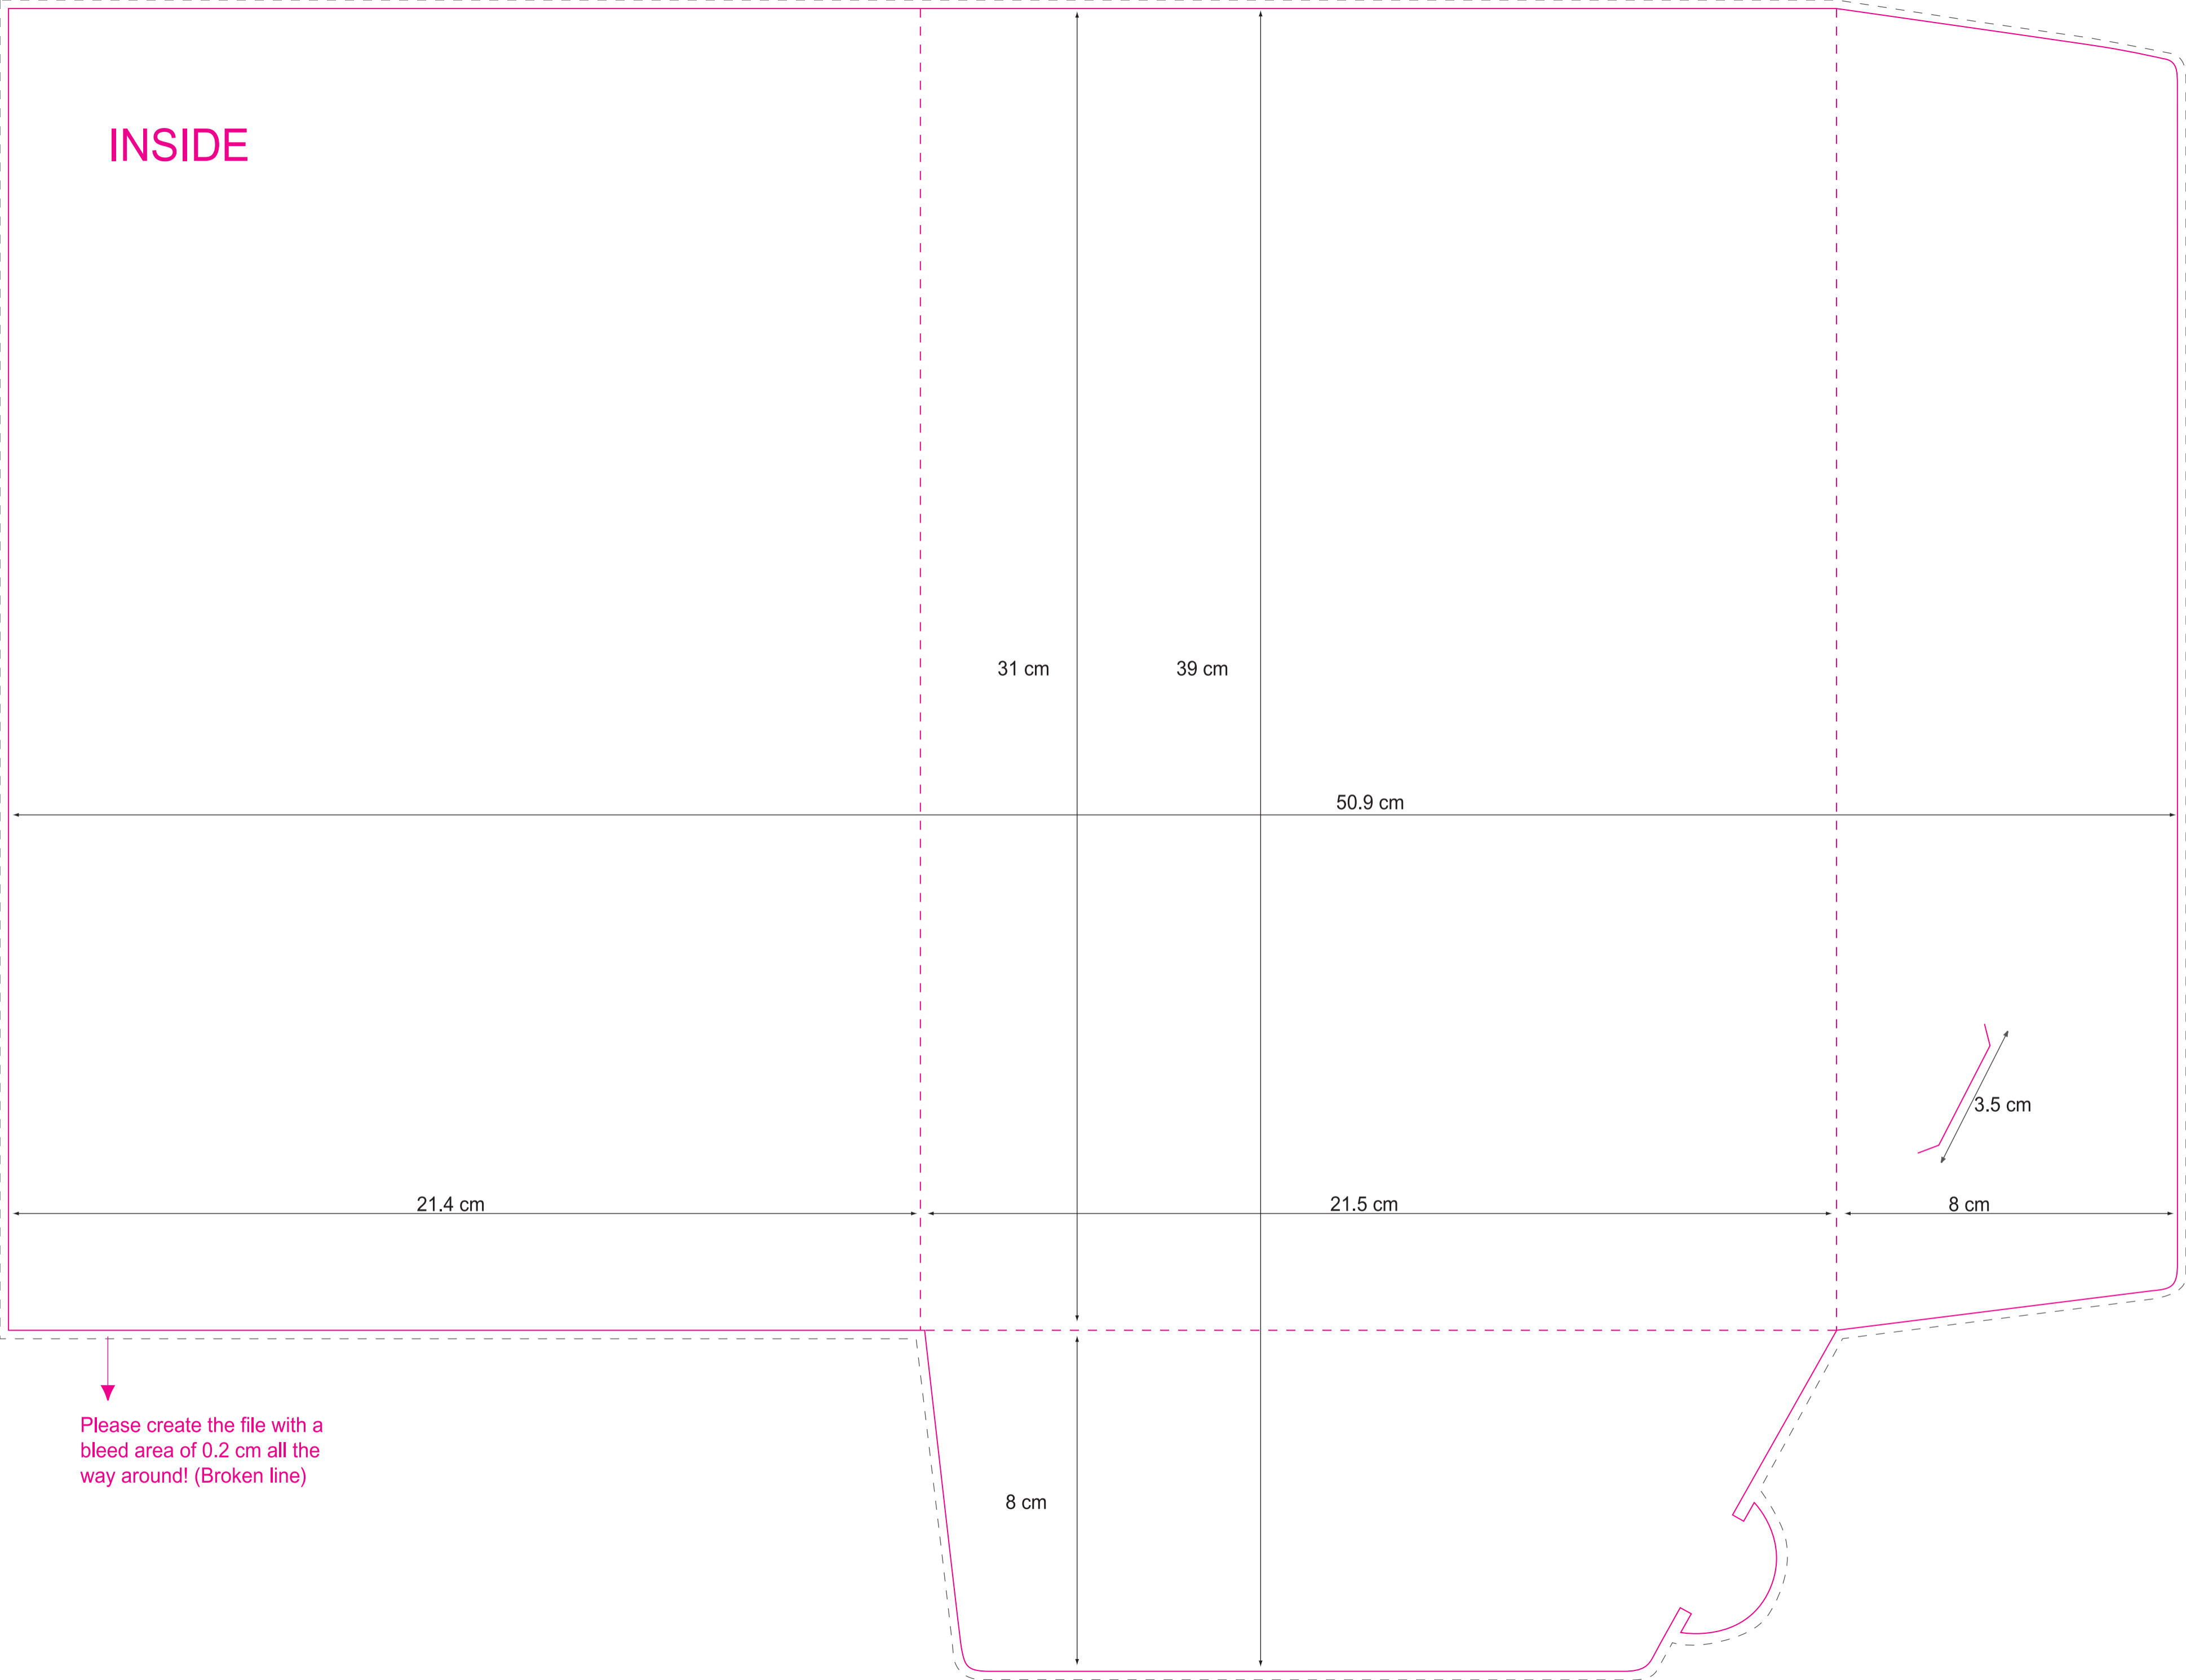 INSIDE
31 cm
39 cm
50.9 cm
3.5 cm
21.4 cm
21.5 cm
8 cm
Please create the file with a
bleed area of 0.2 cm all the
way around! (Broken line)
8 cm